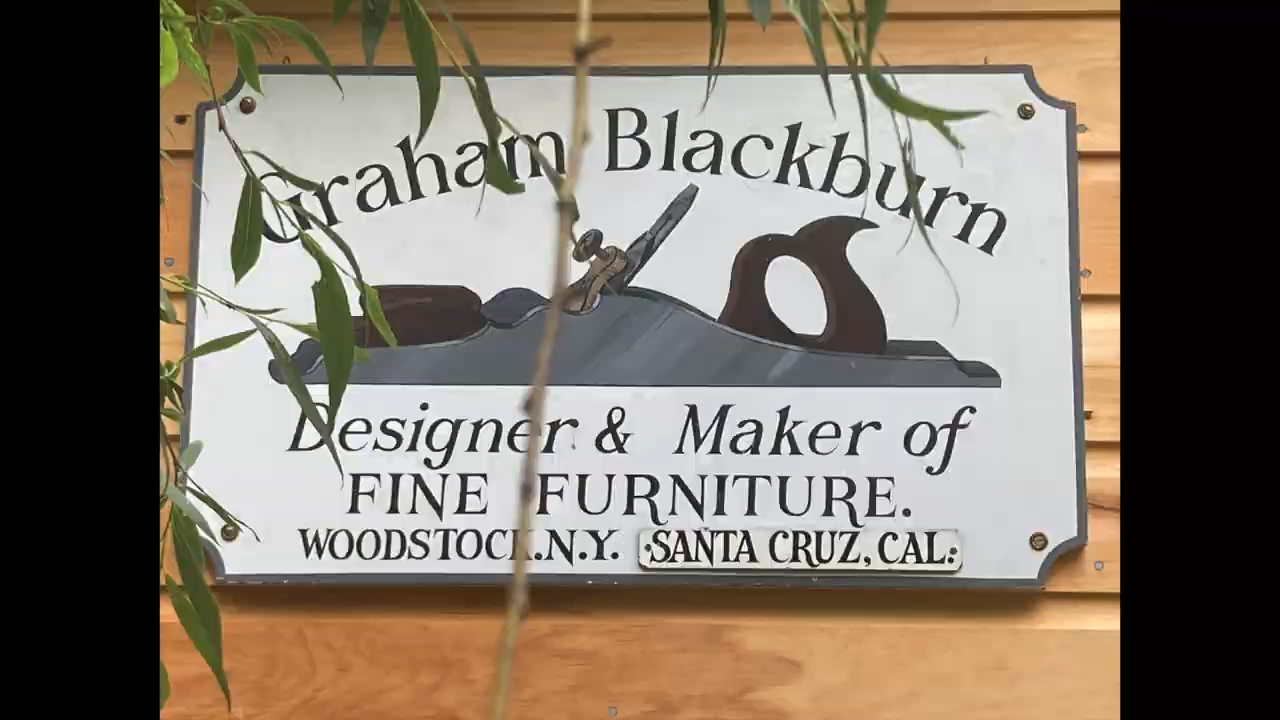 Graham Blackburn
Designer & Maker of
FINE FURNITURE.
WOODSTOCK.N.Y. ·SANTA CRUZ, CAL: